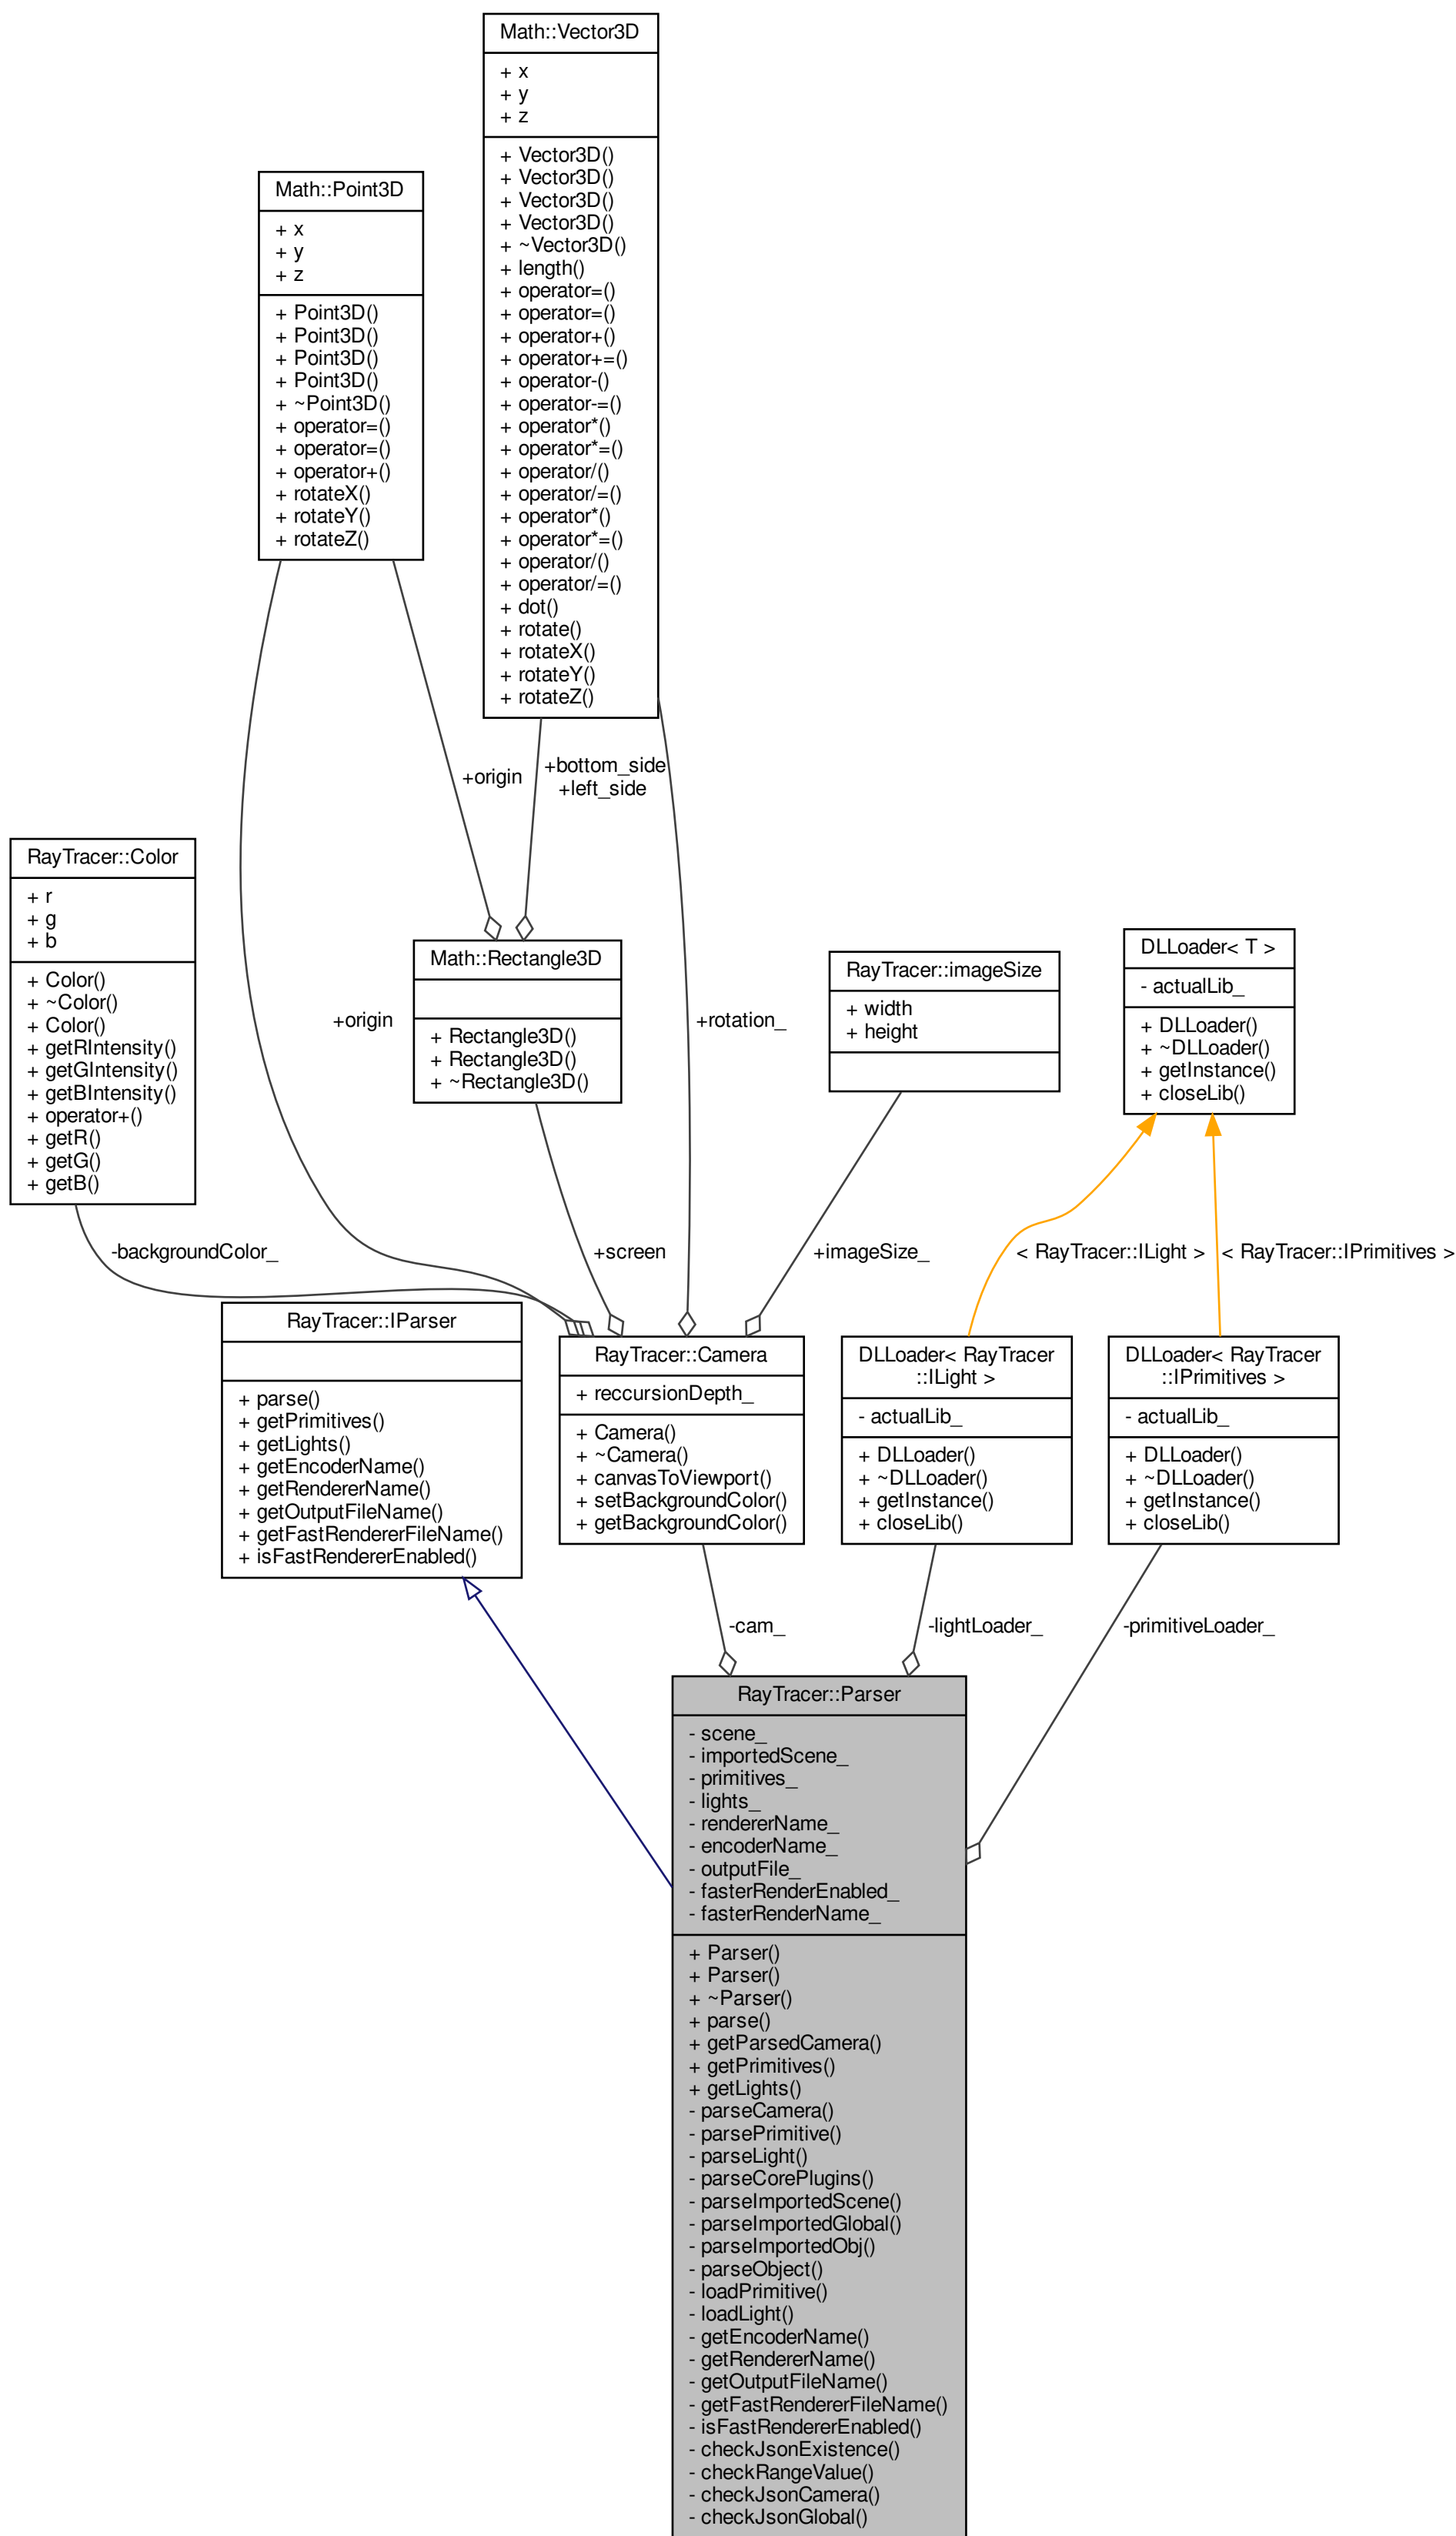 Math::Vector3D
+ x
+ y
+ z
+ Vector3D()
+ Vector3D()
+ Vector3D()
+ Vector3D()
+ ~Vector3D()
+ length()
+ operator=()
+ operator=()
+ operator+()
+ operator+=()
+ operator-()
+ operator-=()
+ operator*()
+ operator*=()
+ operator/()
+ operator/=()
+ operator*()
+ operator*=()
+ operator/()
+ operator/=()
+ dot()
+ rotate()
+ rotateX()
+ rotateY()
+ rotateZ()
Math::Point3D
+ x
+ y
+ z
+ Point3D()
+ Point3D()
+ Point3D()
+ Point3D()
+ ~Point3D()
+ operator=()
+ operator=()
+ operator+()
+ rotateX()
+ rotateY()
+ rotateZ()
+origin
+bottom_side
+left_side
RayTracer::Color
+ r
+ g
+ b
+ Color()
+ ~Color()
+ Color()
+ getRIntensity()
+ getGIntensity()
+ getBIntensity()
+ operator+()
+ getR()
+ getG()
+ getB()
+origin
Math::Rectangle3D
+ Rectangle3D()
+ Rectangle3D()
+ ~Rectangle3D()
+rotation_
RayTracer::imageSize
+ width
+ height
DLLoader< T >
- actualLib_
+ DLLoader()
+ ~DLLoader()
+ getInstance()
+ closeLib()
-backgroundColor_
+screen
+imageSize_
< RayTracer::ILight >
< RayTracer::IPrimitives >
RayTracer::IParser
+ parse()
+ getPrimitives()
+ getLights()
+ getEncoderName()
+ getRendererName()
+ getOutputFileName()
+ getFastRendererFileName()
+ isFastRendererEnabled()
RayTracer::Camera
+ reccursionDepth_
+ Camera()
+ ~Camera()
+ canvasToViewport()
+ setBackgroundColor()
+ getBackgroundColor()
DLLoader< RayTracer
::ILight >
- actualLib_
+ DLLoader()
+ ~DLLoader()
+ getInstance()
+ closeLib()
DLLoader< RayTracer
::IPrimitives >
- actualLib_
+ DLLoader()
+ ~DLLoader()
+ getInstance()
+ closeLib()
-cam_
-lightLoader_
-primitiveLoader_
RayTracer::Parser
- scene_
- importedScene_
- primitives_
- lights_
- rendererName_
- encoderName_
- outputFile_
- fasterRenderEnabled_
- fasterRenderName_
+ Parser()
+ Parser()
+ ~Parser()
+ parse()
+ getParsedCamera()
+ getPrimitives()
+ getLights()
- parseCamera()
- parsePrimitive()
- parseLight()
- parseCorePlugins()
- parseImportedScene()
- parseImportedGlobal()
- parseImportedObj()
- parseObject()
- loadPrimitive()
- loadLight()
- getEncoderName()
- getRendererName()
- getOutputFileName()
- getFastRendererFileName()
- isFastRendererEnabled()
- checkJsonExistence()
- checkRangeValue()
- checkJsonCamera()
- checkJsonGlobal()